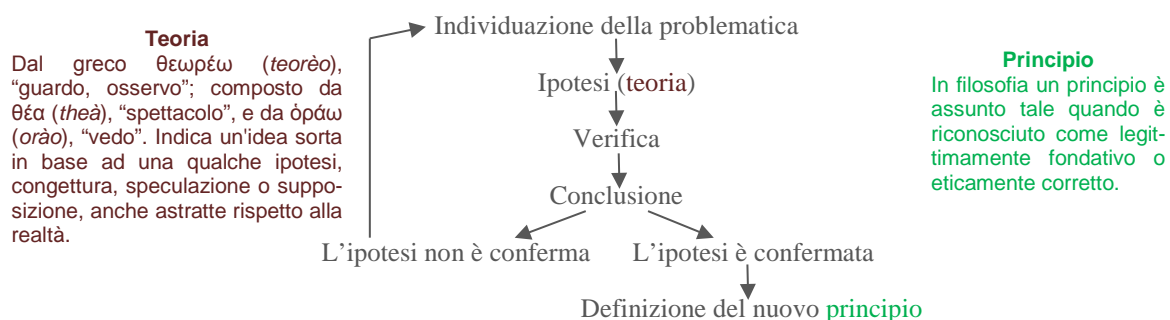 Individuazione della problematica
Teoria
Dal greco θεωρέω (teorèo),
“guardo, osservo”; composto da
θέα (theà), “spettacolo”, e da ὁράω
(orào), “vedo”. Indica un'idea sorta
in base ad una qualche ipotesi,
congettura, speculazione o suppo-
sizione, anche astratte rispetto alla
realtà.
Ipotesi (teoria)
Verifica
Conclusione
Principio
In filosofia un principio è
assunto tale quando è
riconosciuto come legit-
timamente fondativo o
eticamente corretto.
L’ipotesi non è conferma
L’ipotesi è confermata
Definizione del nuovo principio